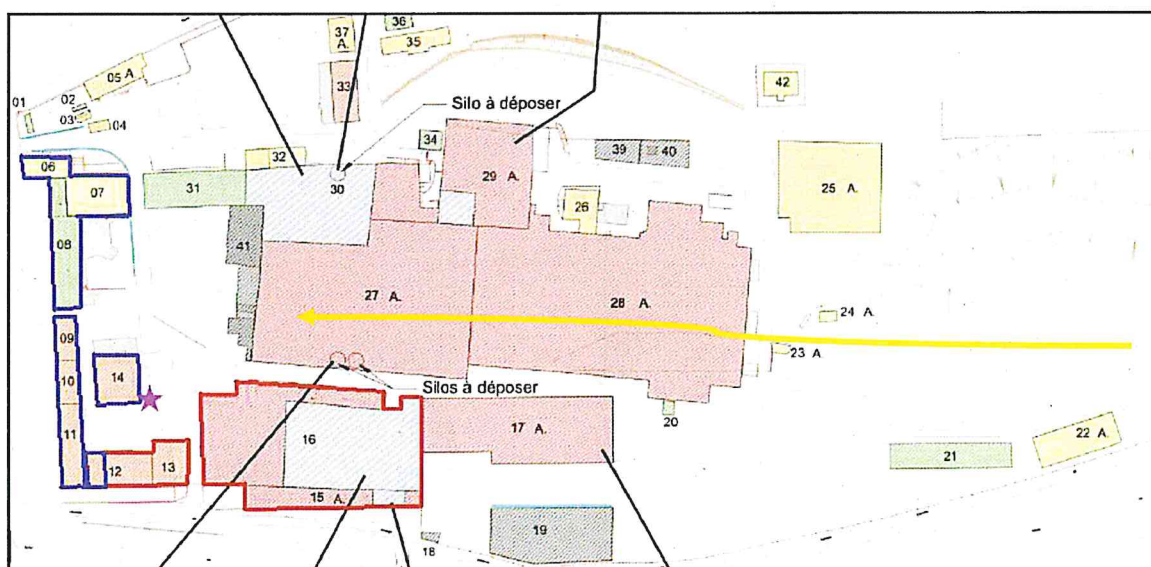 36
37
A.
35
05 A
42
01
02
03
04
33
Silo à déposer
34
39
40
32
06
07
31
30
29 A.
25 A.
26
08
41
27 A.
28 A.
24 A.
09
23 A
14
10
Silos à déposer
20
11
16
17 A.
22 A.
21
12
13
15 A.
19
18